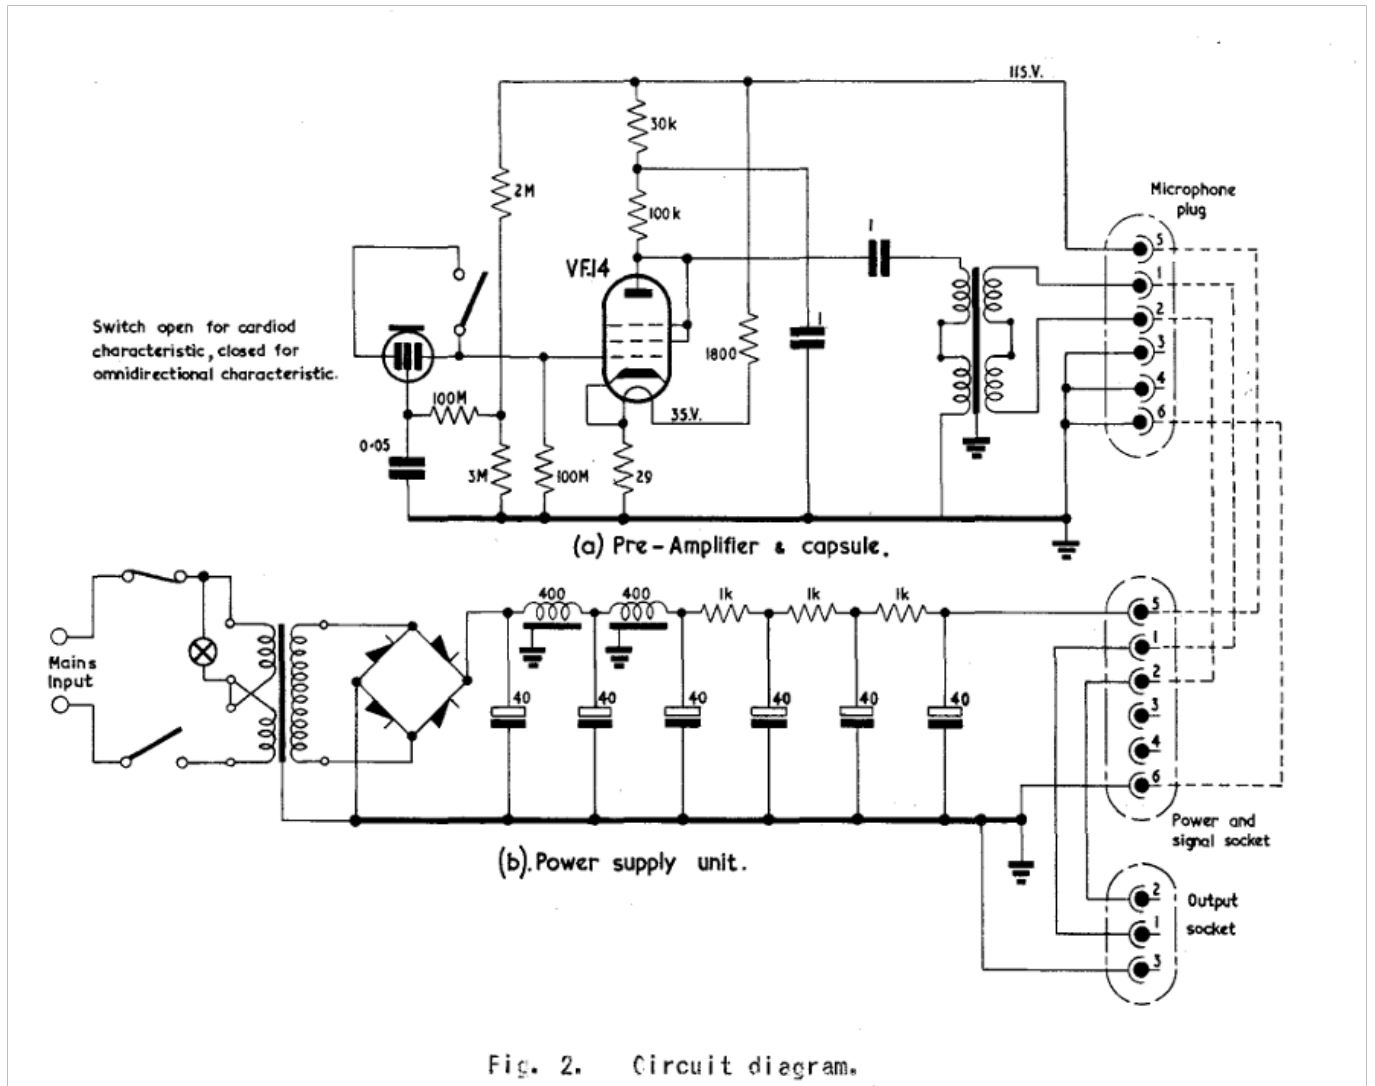 115.V.
30k
2M
100k
1
VF.14
Microphone
plug
5
1
2
3
4
6
Switch open for cardiod
characteristic, closed for
omnidirectional characteristic.
1
1800
35.V.
100M
0·05
3M
100M
29
(a) Pre-Amplifier & capsule.
400
400
1k
1k
1k
Mains
Input
40
40
40
40
40
40
5
1
2
3
4
6
Power and
signal socket
(b). Power supply unit.
2
1
3
Output
socket
Fig. 2. Circuit diagram.